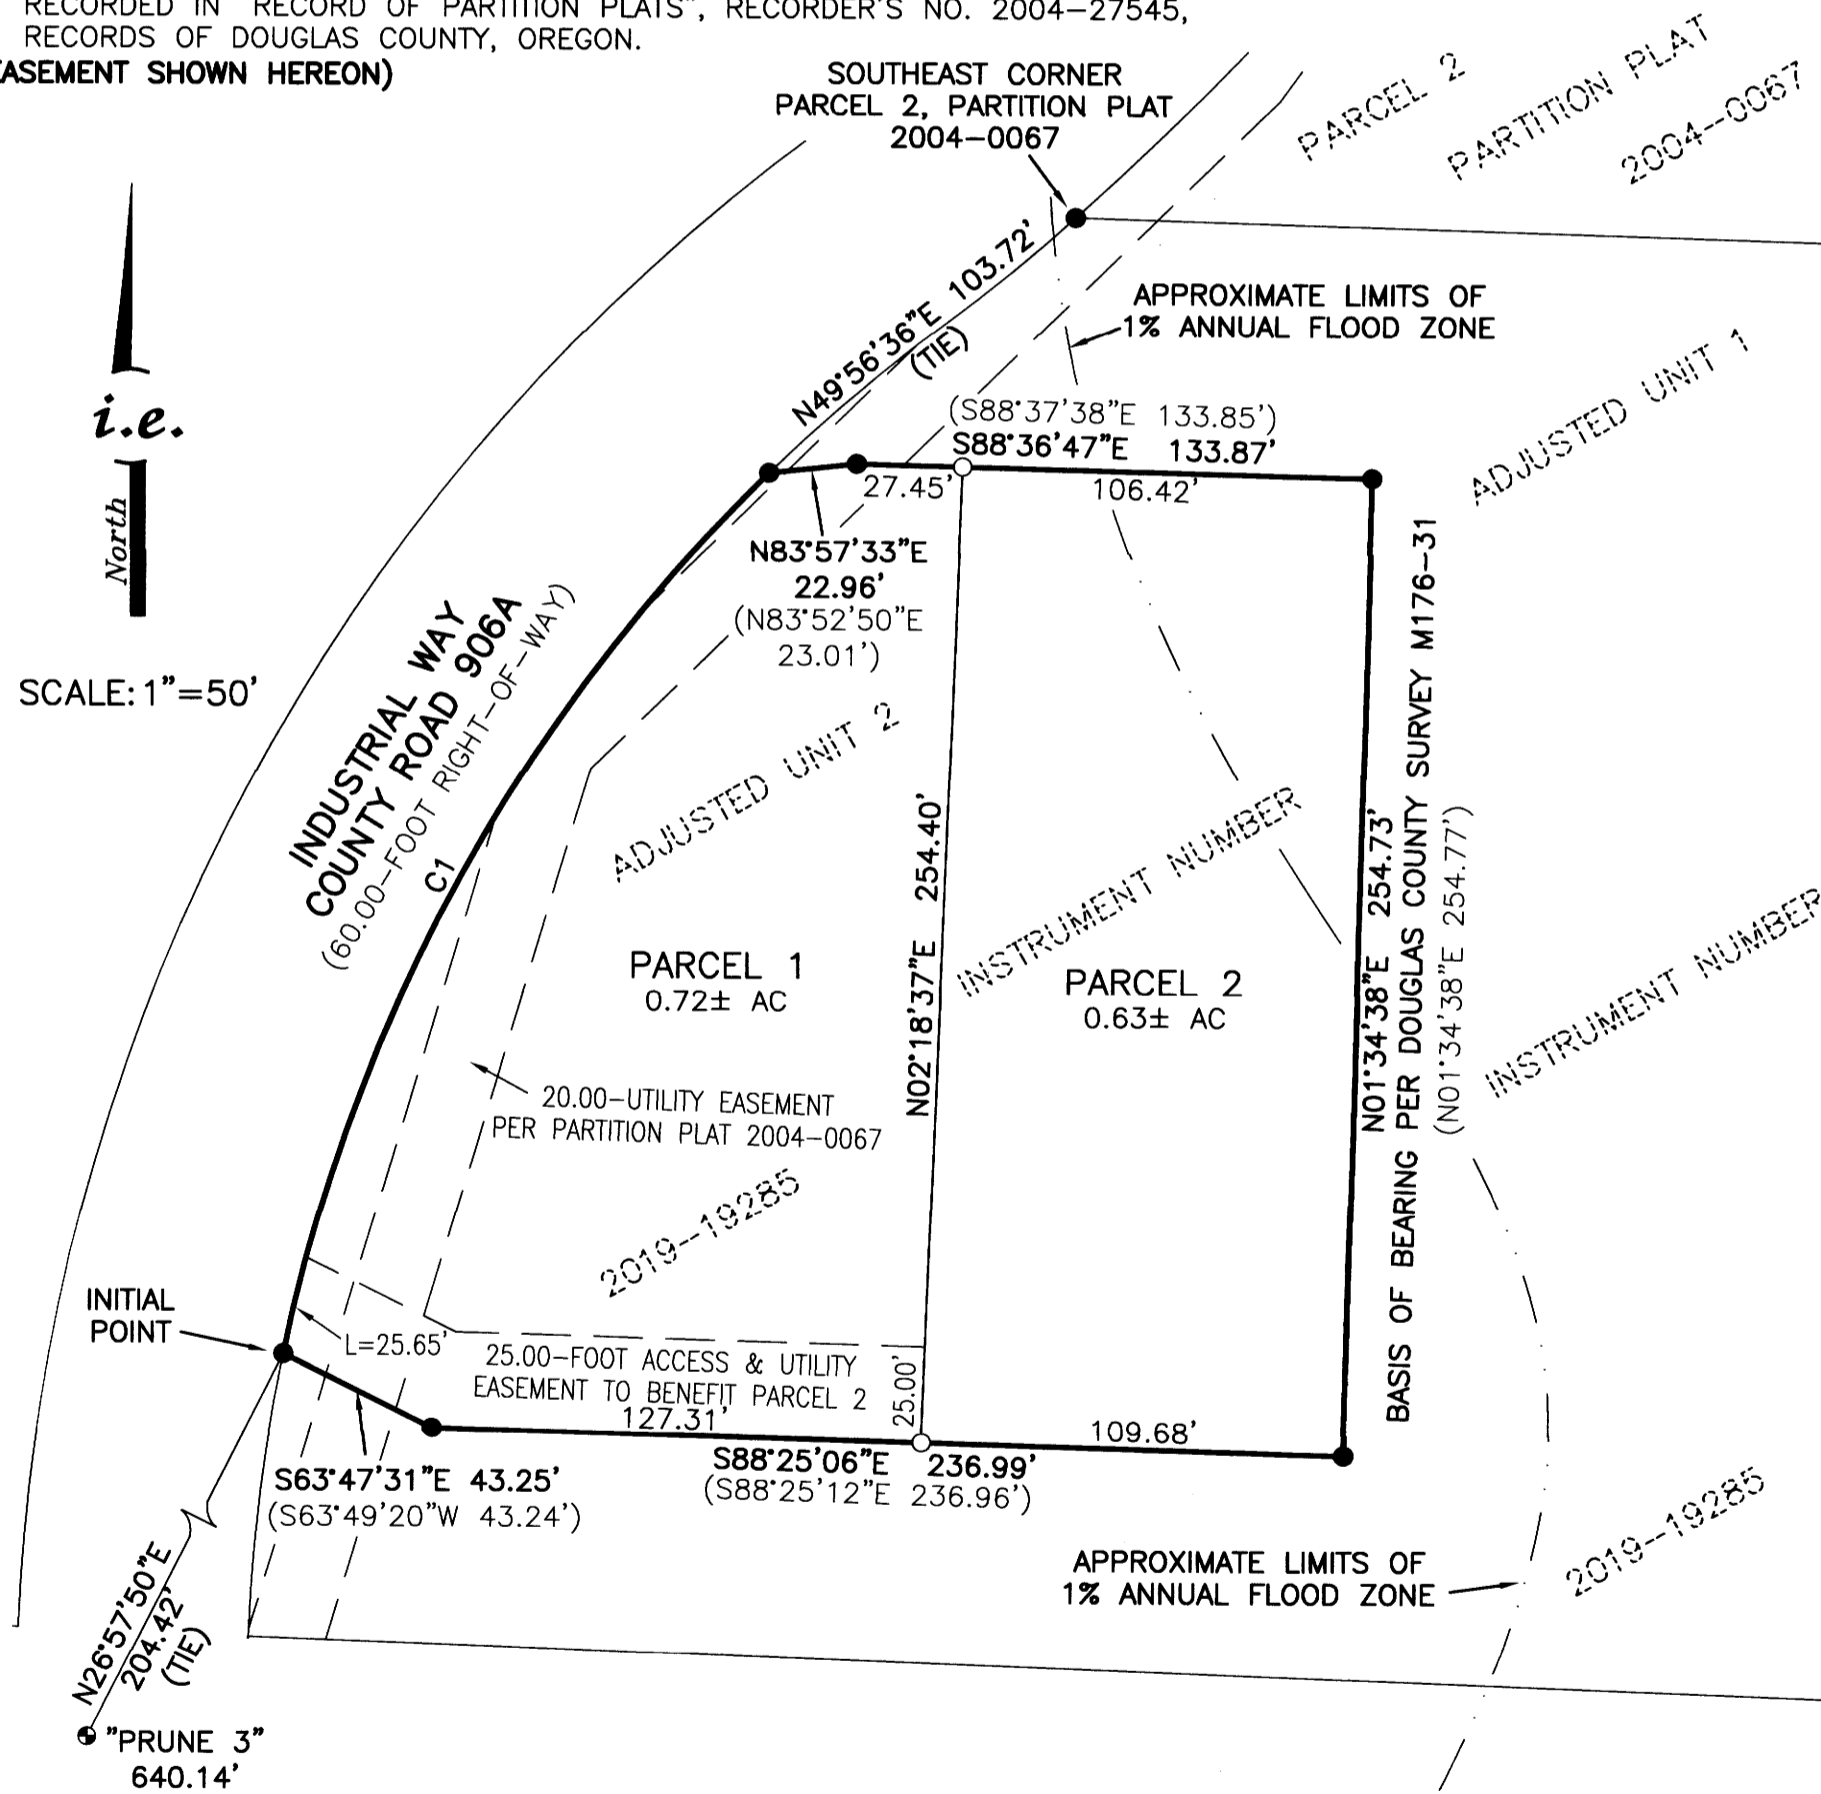 RECORDED IN "RECORD OF PARTITION PLATS", RECORDER'S NO. 2004-27545,
RECORDS OF DOUGLAS COUNTY, OREGON.
EASEMENT SHOWN HEREON)
SOUTHEAST CORNER
PARCEL 2, PARTITION PLAT
2004-0067
PARCEL 2
PARTITION PLAT
2004-0067
N49°56'36"E 103.72'
(TIE)
APPROXIMATE LIMITS OF
1% ANNUAL FLOOD ZONE
ADJUSTED UNIT 1
i.e.
North
SCALE: 1"=50'
(S88°37'38"E 133.85')
S88°36'47"E 133.87'
27.45'
106.42'
N83°57'33"E
22.96'
(N83°52'50"E
23.01')
INDUSTRIAL WAY
COUNTY ROAD 906A
(60.00-FOOT RIGHT-OF-WAY)
C1
ADJUSTED UNIT 2
INSTRUMENT NUMBER
N02°18'37"E 254.40'
N01°34'38"E 254.73'
BASIS OF BEARING PER DOUGLAS COUNTY SURVEY M176-31
(N01°34'38"E 254.77')
PARCEL 1
0.72± AC
PARCEL 2
0.63± AC
INSTRUMENT NUMBER
20.00-UTILITY EASEMENT
PER PARTITION PLAT 2004-0067
2019-19285
INITIAL
POINT
L=25.65'
25.00-FOOT ACCESS & UTILITY
EASEMENT TO BENEFIT PARCEL 2
25.00'
127.31'
109.68'
S88°25'06"E 236.99'
(S88°25'12"E 236.96')
S63°47'31"E 43.25'
(S63°49'20"W 43.24')
N26°57'50"E
204.42'
(TIE)
APPROXIMATE LIMITS OF
1% ANNUAL FLOOD ZONE
2019-19285
"PRUNE 3"
640.14'